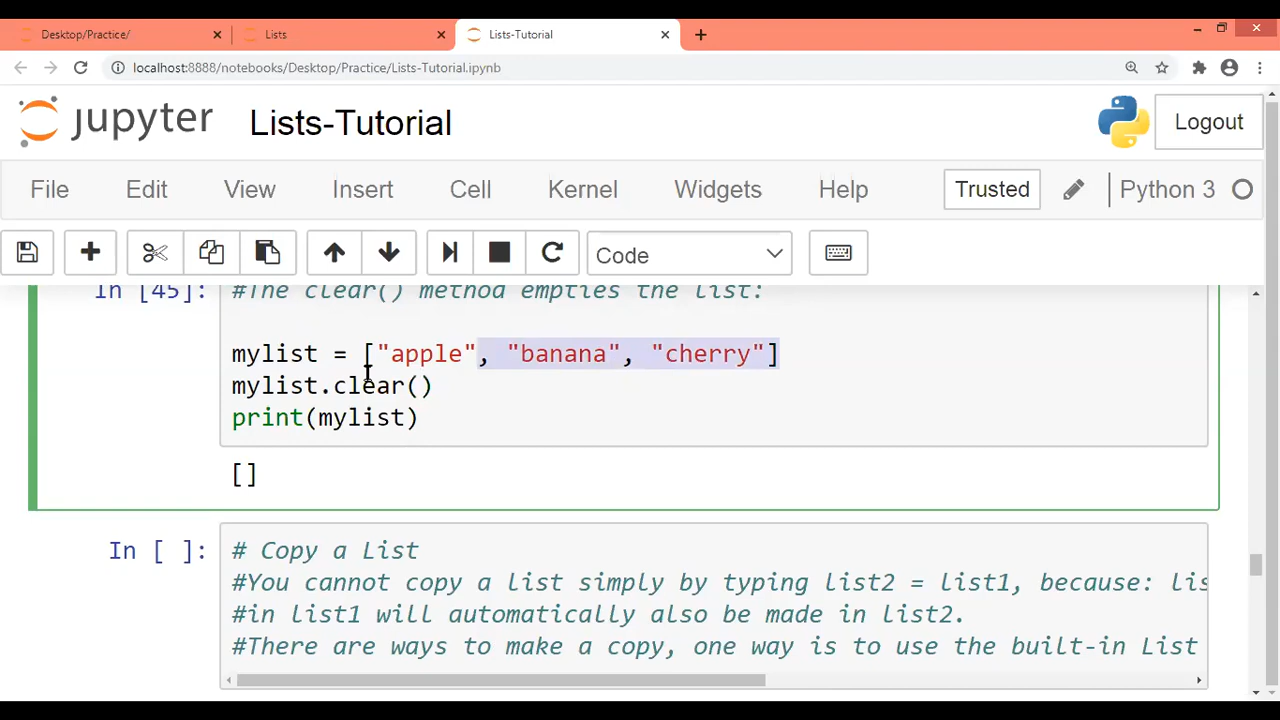 Desktop/Practice/
Lists
Lists-Tutorial
localhost:8888/notebooks/Desktop/Practice/Lists-Tutorial.ipynb
jupyter Lists-Tutorial
Logout
File Edit View Insert Cell Kernel Widgets Help
Trusted
Python 3
Code
In [45]: #The clear() method empties the list:
mylist = ["apple", "banana", "cherry"]
mylist.clear()
print(mylist)
[]
In [ ]: # Copy a List
#You cannot copy a list simply by typing list2 = list1, because: lis
#in list1 will automatically also be made in list2.
#There are ways to make a copy, one way is to use the built-in List